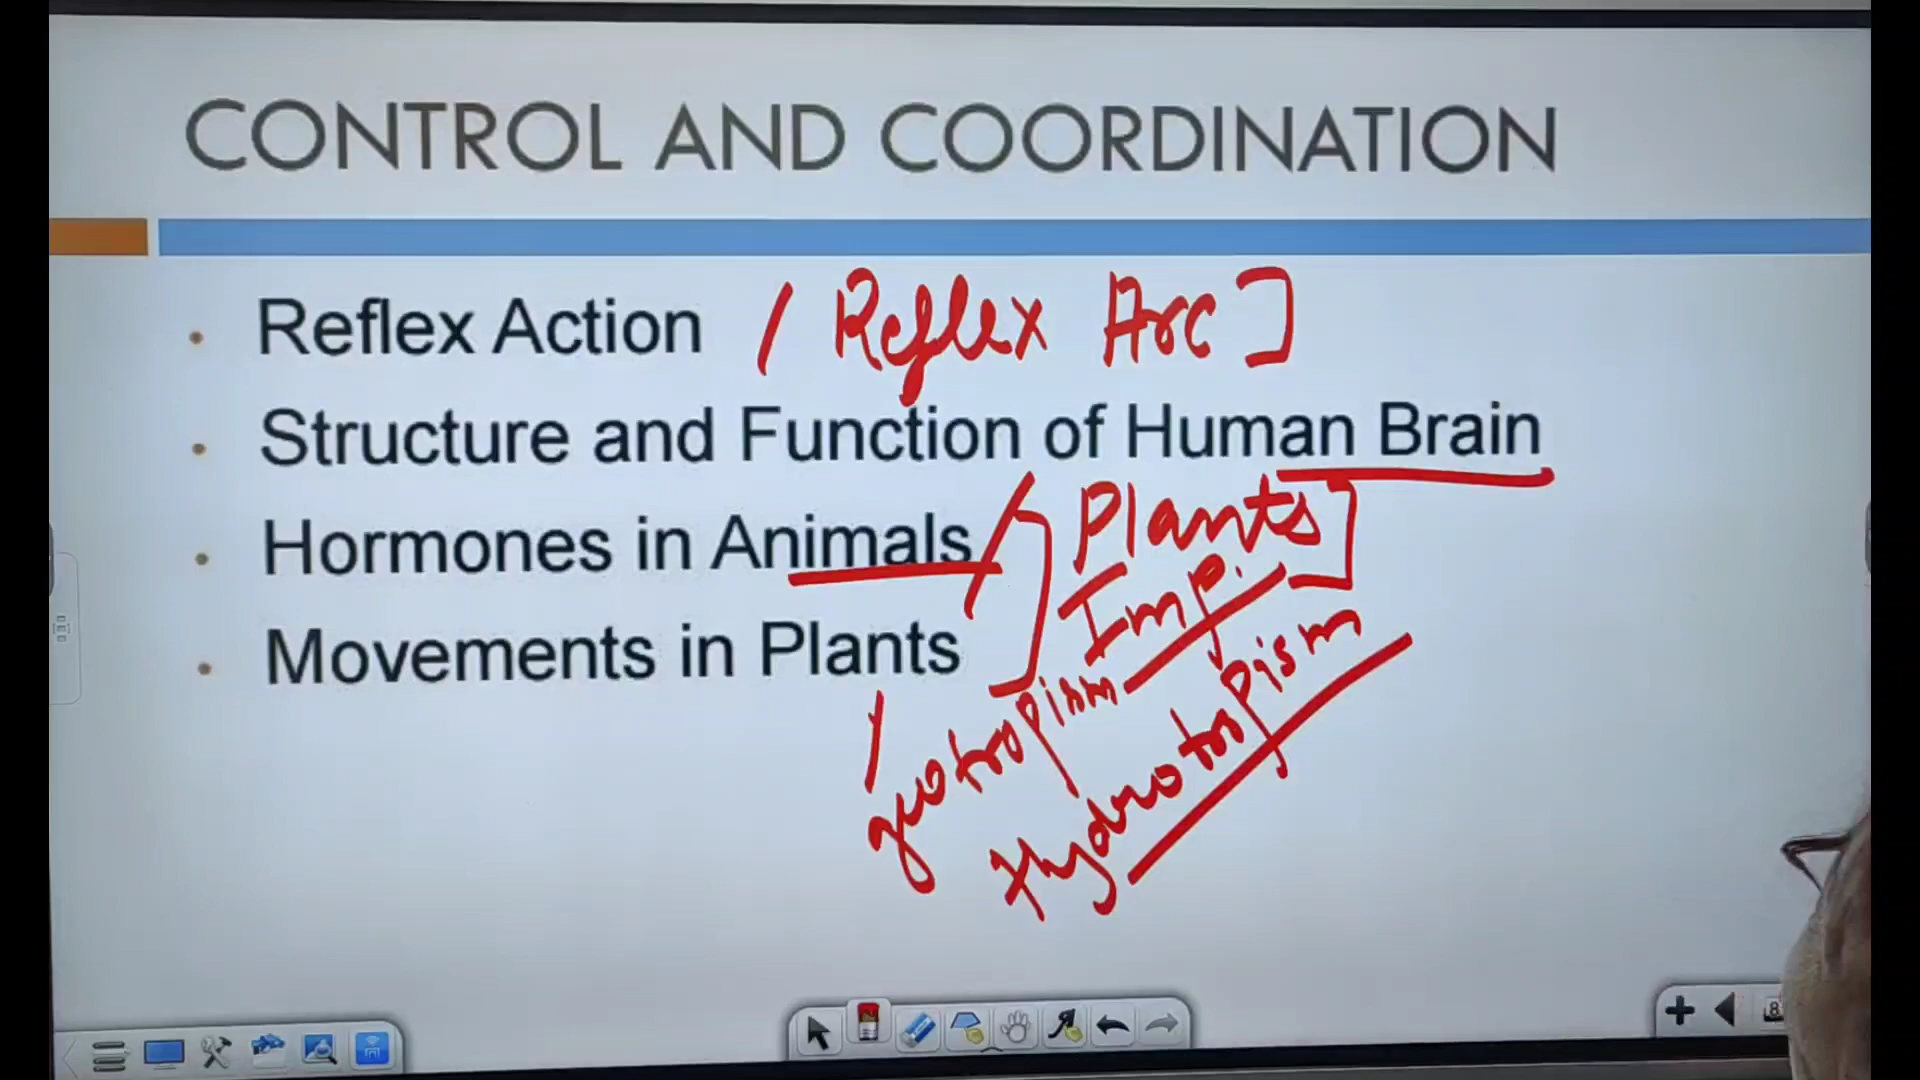 CONTROL AND COORDINATION
• Reflex Action / Reflex Arc ]
• Structure and Function of Human Brain
• Hormones in Animals / Plants ]
Imp.
• Movements in Plants
/ geotropism
Hydrotropism
8